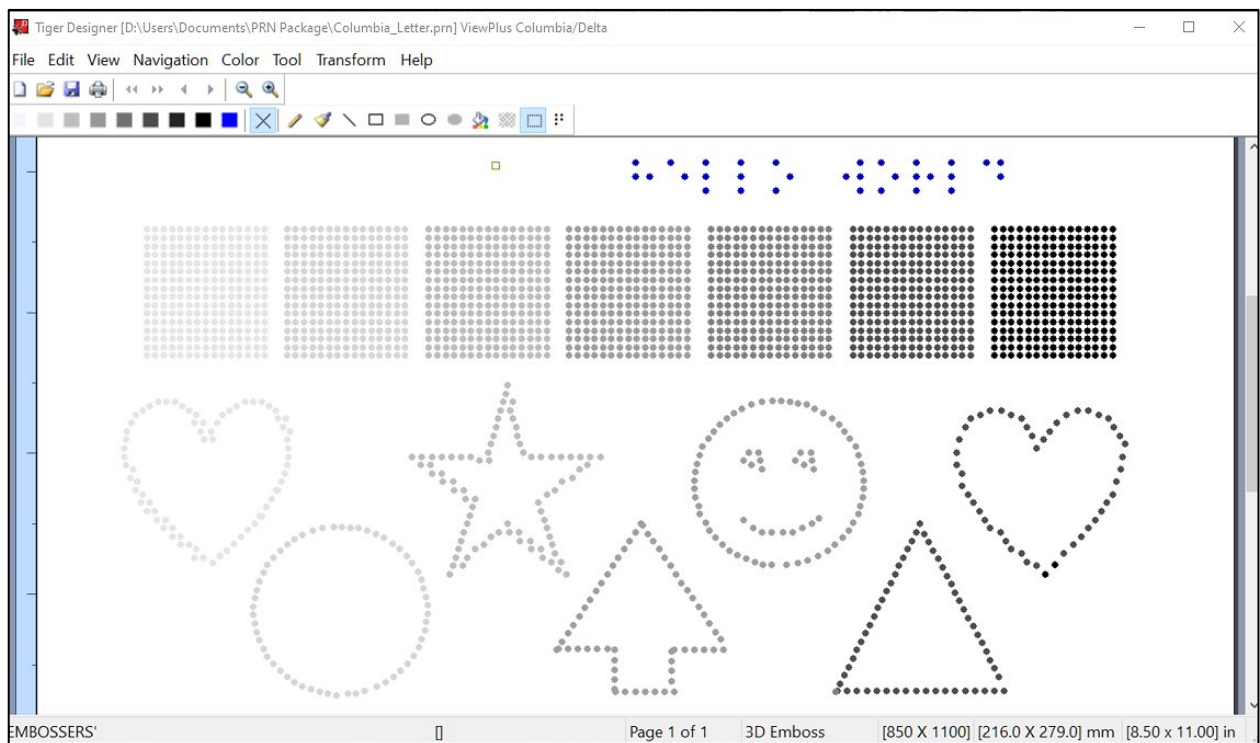 Tiger Designer [D:\Users\Documents\PRN Package\Columbia_Letter.prn] ViewPlus Columbia/Delta
File Edit View Navigation Color Tool Transform Help
⠓⠑⠇⠇⠕ ⠺⠕⠗⠇⠙
EMBOSSERS' [] Page 1 of 1 3D Emboss [850 X 1100] [216.0 X 279.0] mm [8.50 x 11.00] in